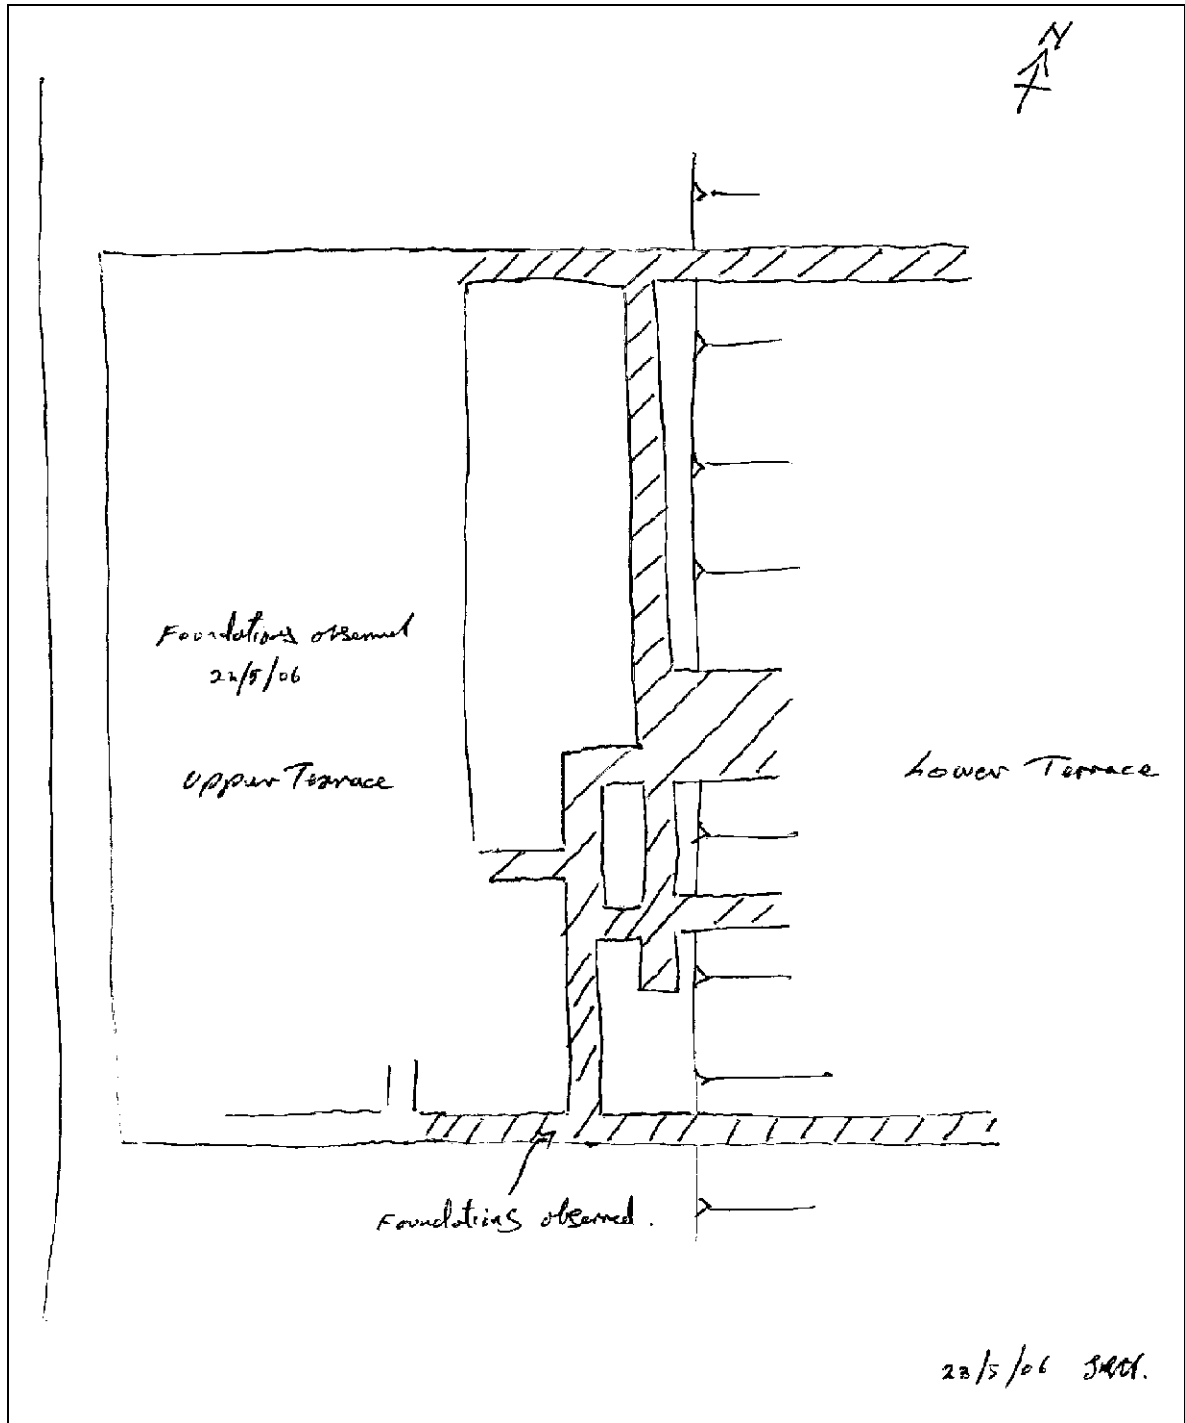 N
Foundations observed
22/5/06
Upper Terrace
Lower Terrace
Foundations observed.
23/5/06